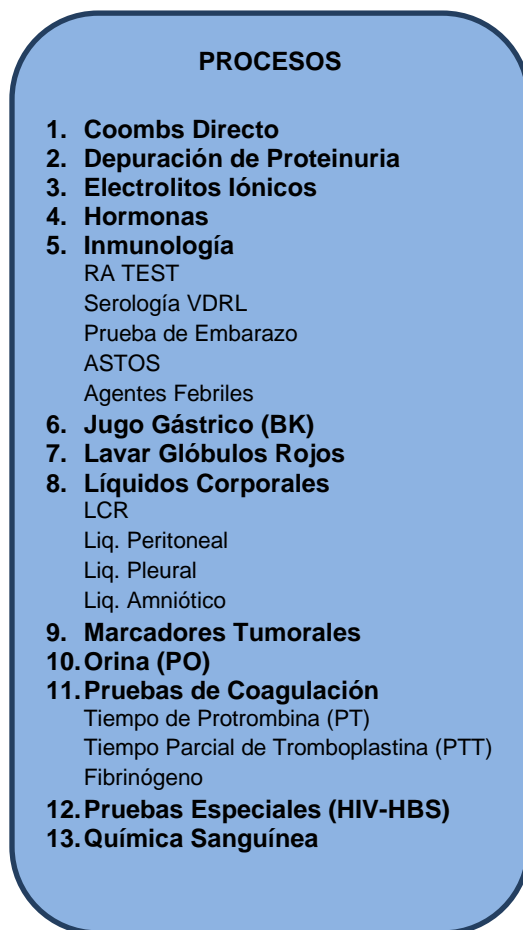 PROCESOS
1. Coombs Directo
2. Depuración de Proteinuria
3. Electrolitos Iónicos
4. Hormonas
5. Inmunología
RA TEST
Serología VDRL
Prueba de Embarazo
ASTOS
Agentes Febriles
6. Jugo Gástrico (BK)
7. Lavar Glóbulos Rojos
8. Líquidos Corporales
LCR
Liq. Peritoneal
Liq. Pleural
Liq. Amniótico
9. Marcadores Tumorales
10. Orina (PO)
11. Pruebas de Coagulación
Tiempo de Protrombina (PT)
Tiempo Parcial de Tromboplastina (PTT)
Fibrinógeno
12. Pruebas Especiales (HIV-HBS)
13. Química Sanguínea